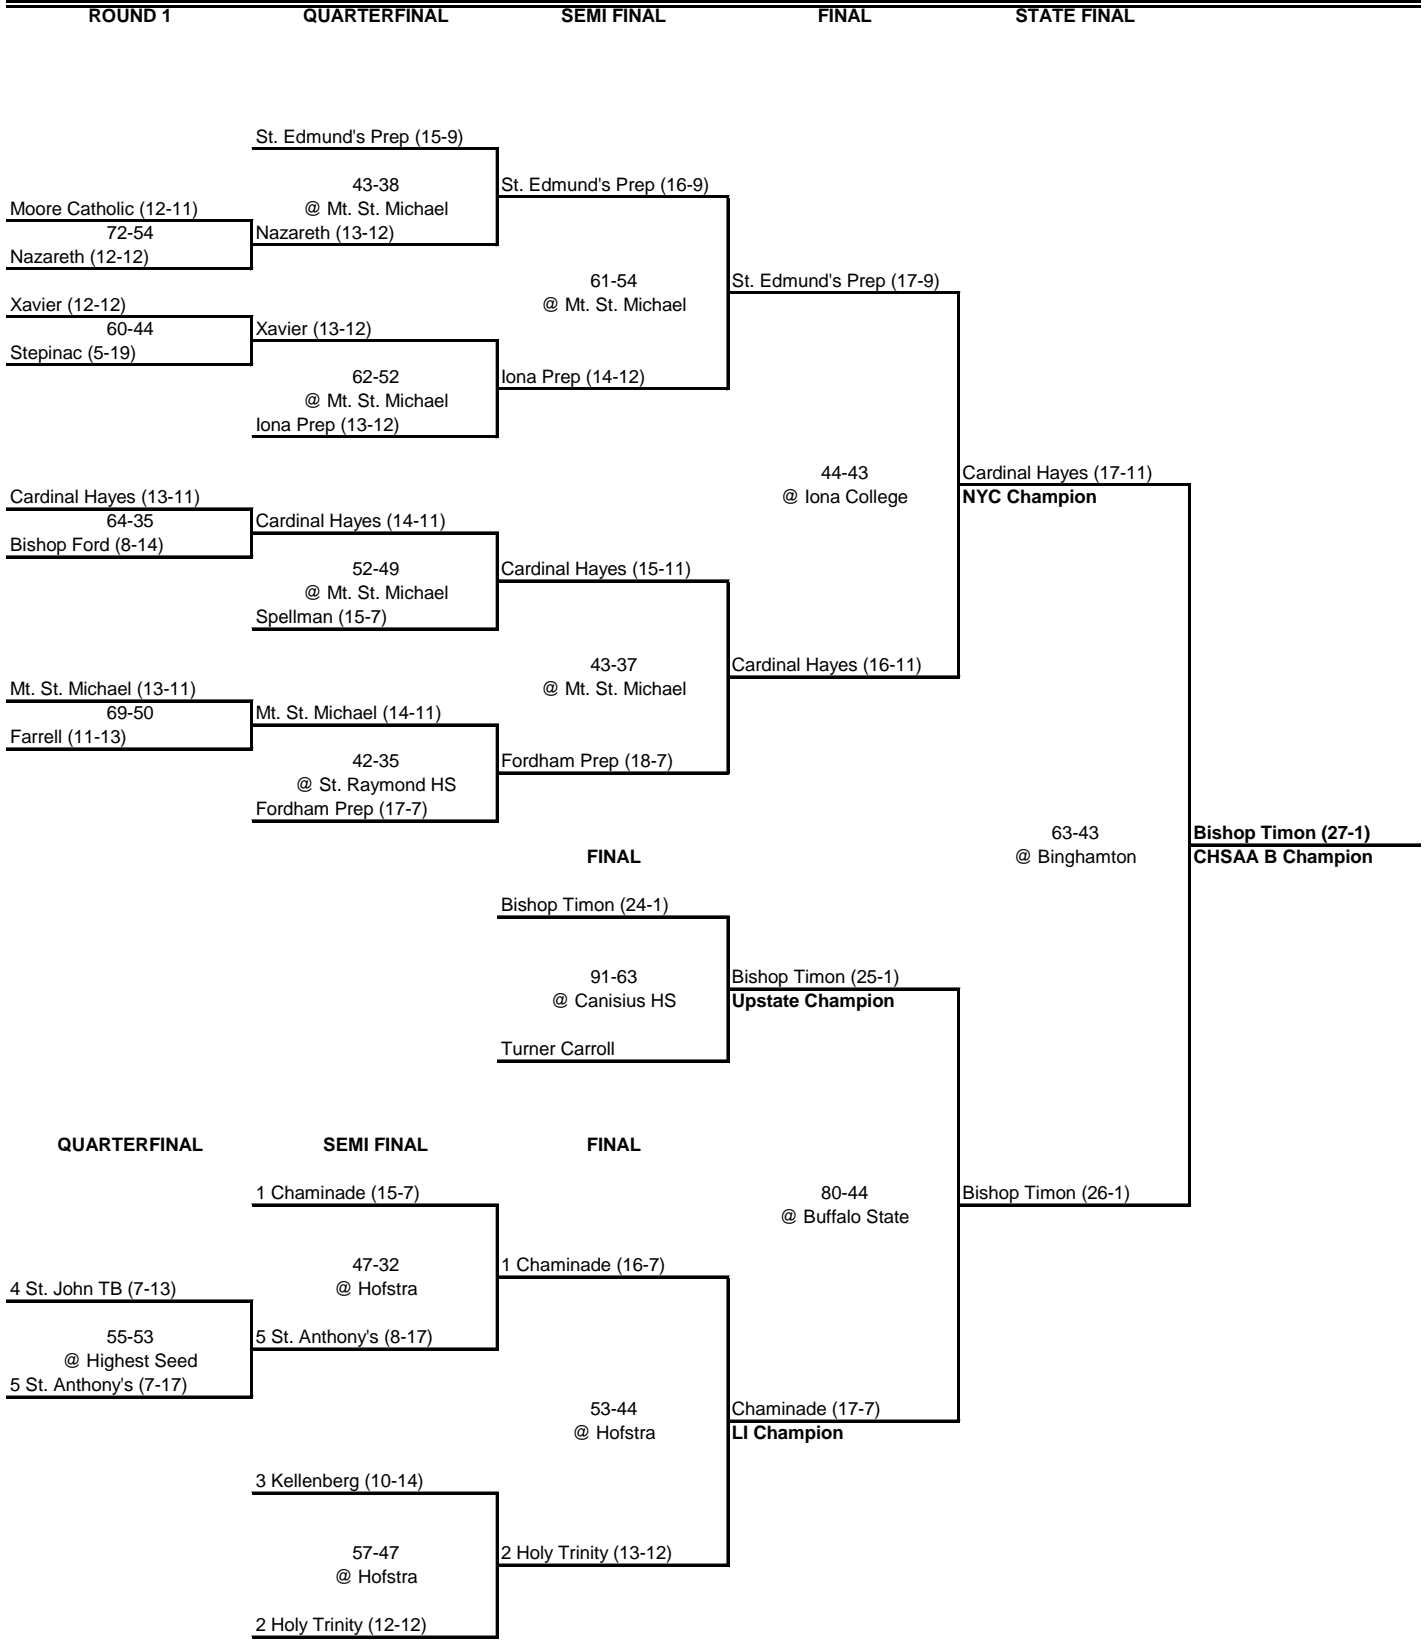 ROUND 1 QUARTERFINAL SEMI FINAL FINAL STATE FINAL
St. Edmund's Prep (15-9)
43-38 St. Edmund's Prep (16-9)
Moore Catholic (12-11) @ Mt. St. Michael
72-54 Nazareth (13-12)
Nazareth (12-12)
61-54 St. Edmund's Prep (17-9)
Xavier (12-12) @ Mt. St. Michael
60-44 Xavier (13-12)
Stepinac (5-19)
62-52 Iona Prep (14-12)
@ Mt. St. Michael
Iona Prep (13-12)
44-43 Cardinal Hayes (17-11)
Cardinal Hayes (13-11) @ Iona College NYC Champion
64-35 Cardinal Hayes (14-11)
Bishop Ford (8-14)
52-49 Cardinal Hayes (15-11)
@ Mt. St. Michael
Spellman (15-7)
43-37 Cardinal Hayes (16-11)
Mt. St. Michael (13-11) @ Mt. St. Michael
69-50 Mt. St. Michael (14-11)
Farrell (11-13)
42-35 Fordham Prep (18-7)
@ St. Raymond HS
Fordham Prep (17-7)
63-43 Bishop Timon (27-1)
FINAL @ Binghamton CHSAA B Champion
Bishop Timon (24-1)
91-63 Bishop Timon (25-1)
@ Canisius HS Upstate Champion
Turner Carroll
QUARTERFINAL SEMI FINAL FINAL
1 Chaminade (15-7) 80-44 Bishop Timon (26-1)
@ Buffalo State
47-32 1 Chaminade (16-7)
4 St. John TB (7-13) @ Hofstra
55-53 5 St. Anthony's (8-17)
@ Highest Seed
5 St. Anthony's (7-17)
53-44 Chaminade (17-7)
@ Hofstra LI Champion
3 Kellenberg (10-14)
57-47 2 Holy Trinity (13-12)
@ Hofstra
2 Holy Trinity (12-12)